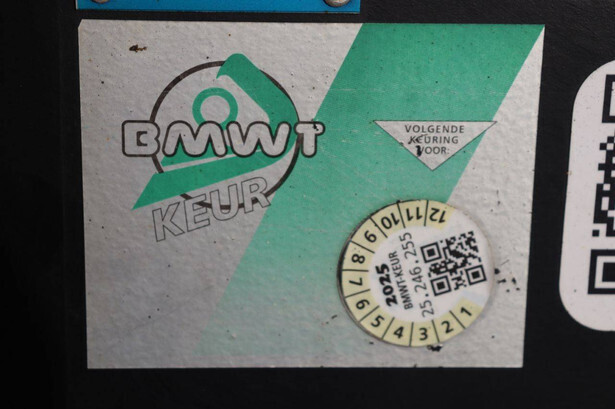 BMWT
KEUR
VOLGENDE
KEURING
VOOR:
2025
BMWT-KEUR
25.246.255
1
2
3
4
5
6
7
8
9
10
11
12